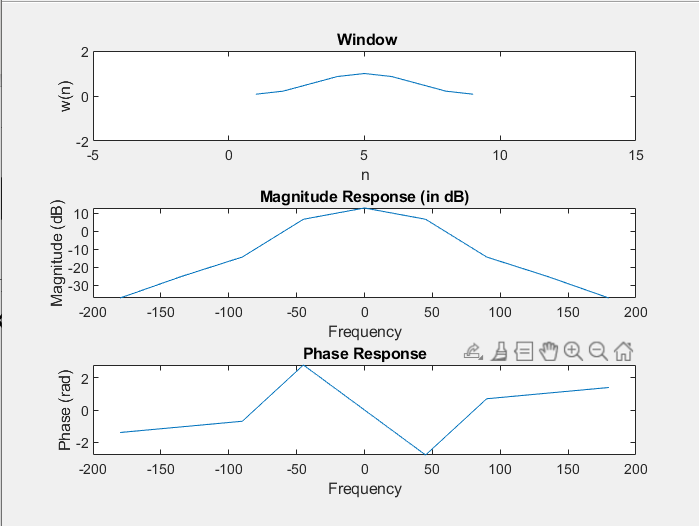 Window
2
0
-2
w(n)
-5 0 5 10 15
n
Magnitude Response (in dB)
10
0
-10
-20
-30
Magnitude (dB)
-200 -150 -100 -50 0 50 100 150 200
Frequency
Phase Response
2
0
-2
Phase (rad)
-200 -150 -100 -50 0 50 100 150 200
Frequency